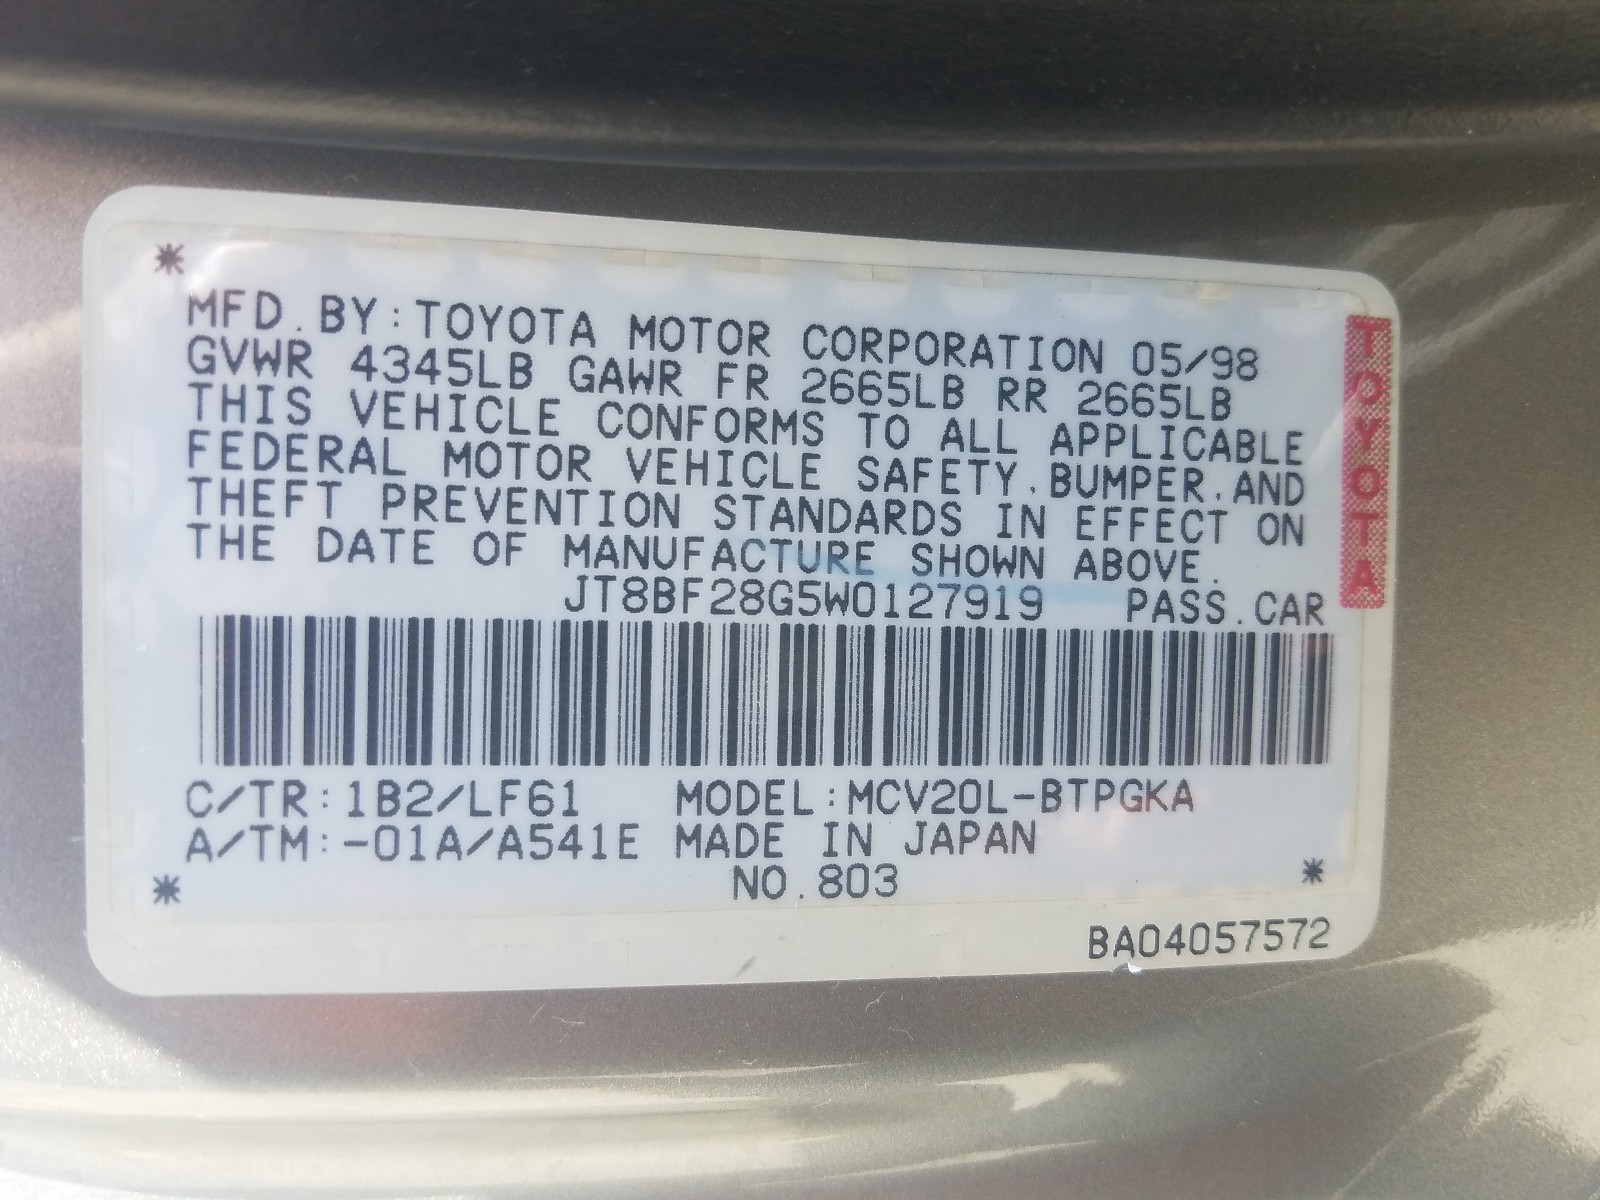 MFD.BY:TOYOTA MOTOR CORPORATION 05/98
GVWR 4345LB GAWR FR 2665LB RR 2665LB
THIS VEHICLE CONFORMS TO ALL APPLICABLE
FEDERAL MOTOR VEHICLE SAFETY,BUMPER,AND
THEFT PREVENTION STANDARDS IN EFFECT ON
THE DATE OF MANUFACTURE SHOWN ABOVE.
JT8BF28G5W0127919 PASS.CAR
C/TR:1B2/LF61 MODEL:MCV20L-BTPGKA
A/TM:-01A/A541E MADE IN JAPAN
NO.803
BA04057572
TOYOTA